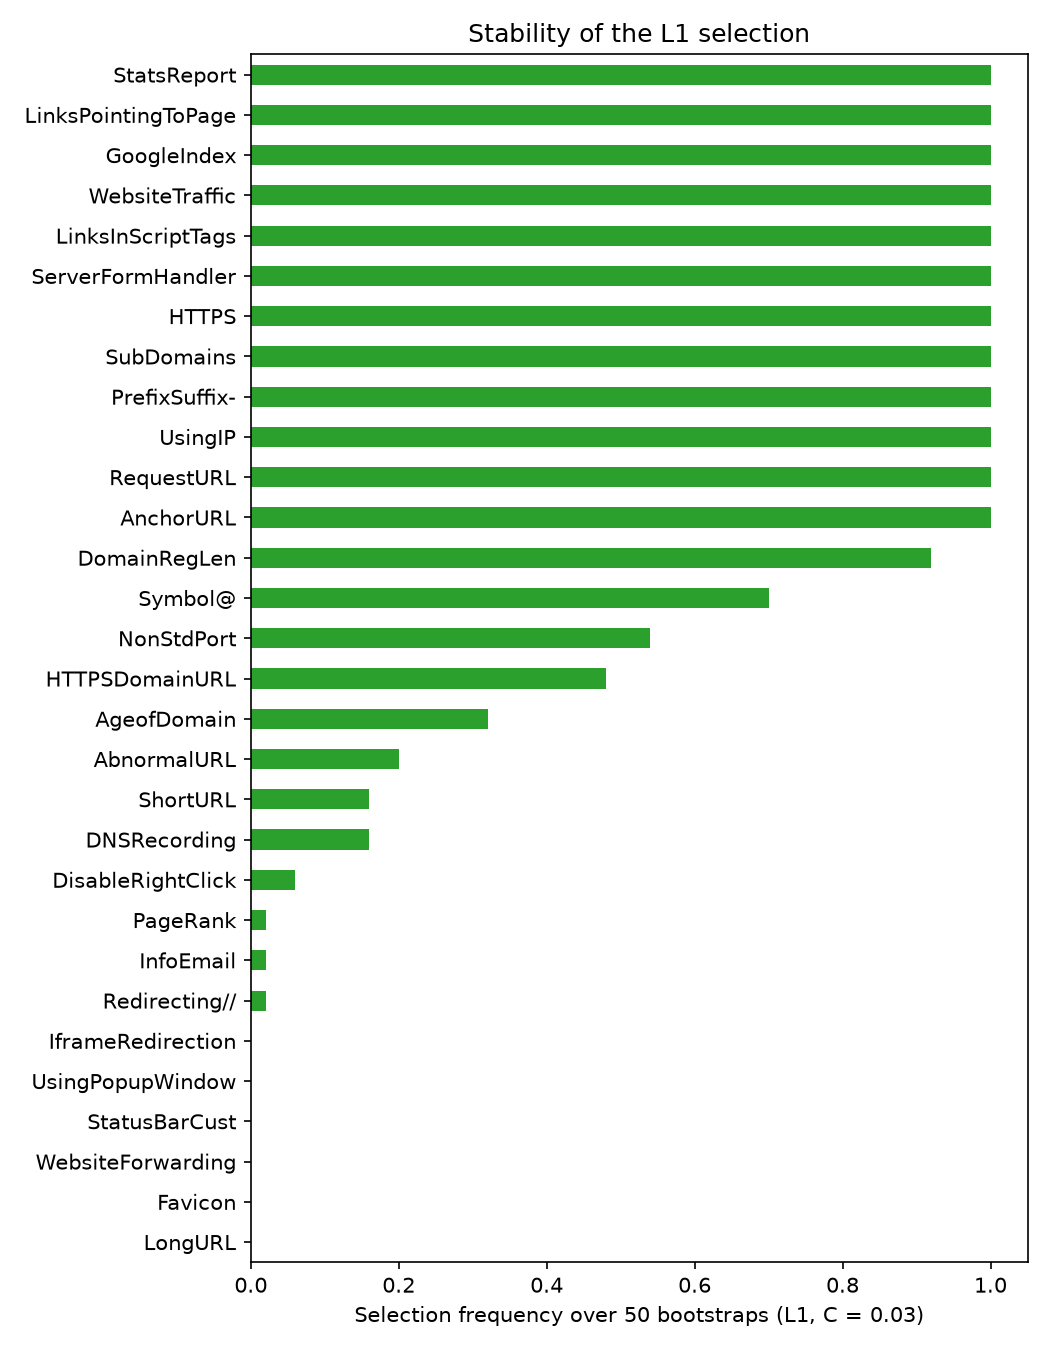 Stability of the L1 selection
StatsReport
LinksPointingToPage
GoogleIndex
WebsiteTraffic
LinksInScriptTags
ServerFormHandler
HTTPS
SubDomains
PrefixSuffix-
UsingIP
RequestURL
AnchorURL
DomainRegLen
Symbol@
NonStdPort
HTTPSDomainURL
AgeofDomain
AbnormalURL
ShortURL
DNSRecording
DisableRightClick
PageRank
InfoEmail
Redirecting//
IframeRedirection
UsingPopupWindow
StatusBarCust
WebsiteForwarding
Favicon
LongURL
0.0 0.2 0.4 0.6 0.8 1.0
Selection frequency over 50 bootstraps (L1, C = 0.03)